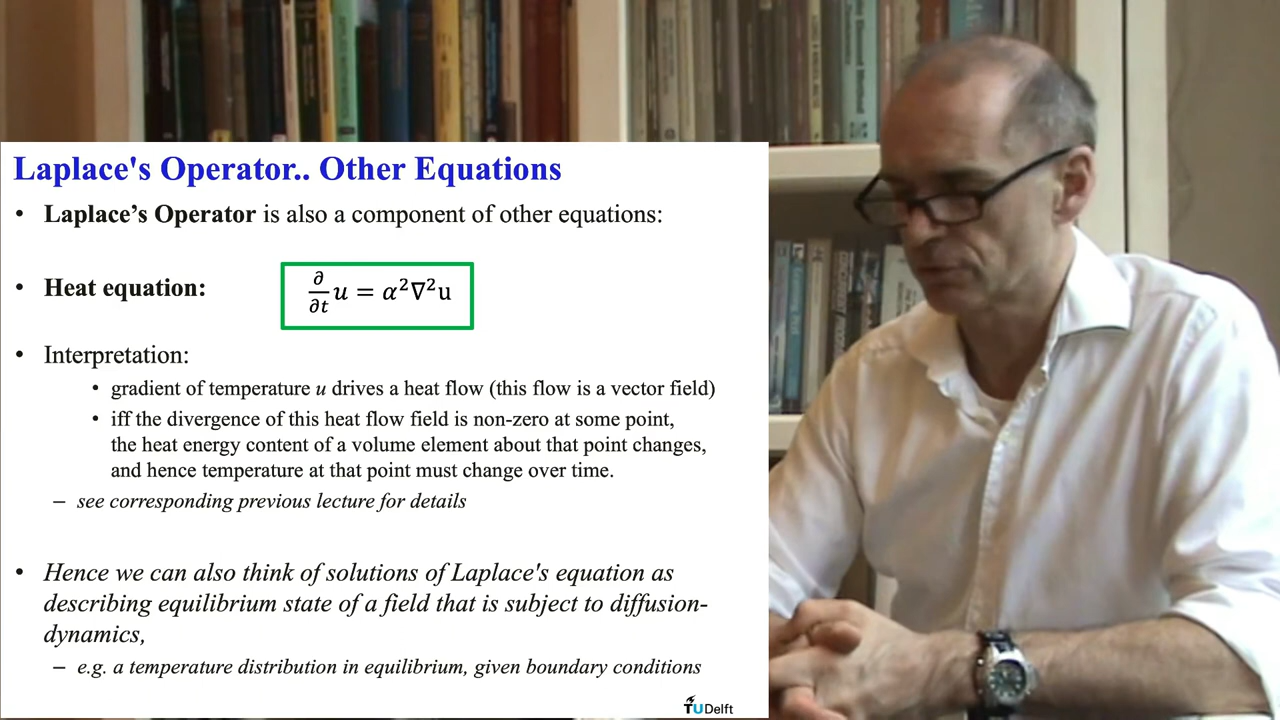 Laplace's Operator.. Other Equations
• Laplace's Operator is also a component of other equations:
• Heat equation:
∂/∂t u = α²∇²u
• Interpretation:
• gradient of temperature u drives a heat flow (this flow is a vector field)
• iff the divergence of this heat flow field is non-zero at some point,
the heat energy content of a volume element about that point changes,
and hence temperature at that point must change over time.
– see corresponding previous lecture for details
• Hence we can also think of solutions of Laplace's equation as
describing equilibrium state of a field that is subject to diffusion-
dynamics,
– e.g. a temperature distribution in equilibrium, given boundary conditions
TU Delft